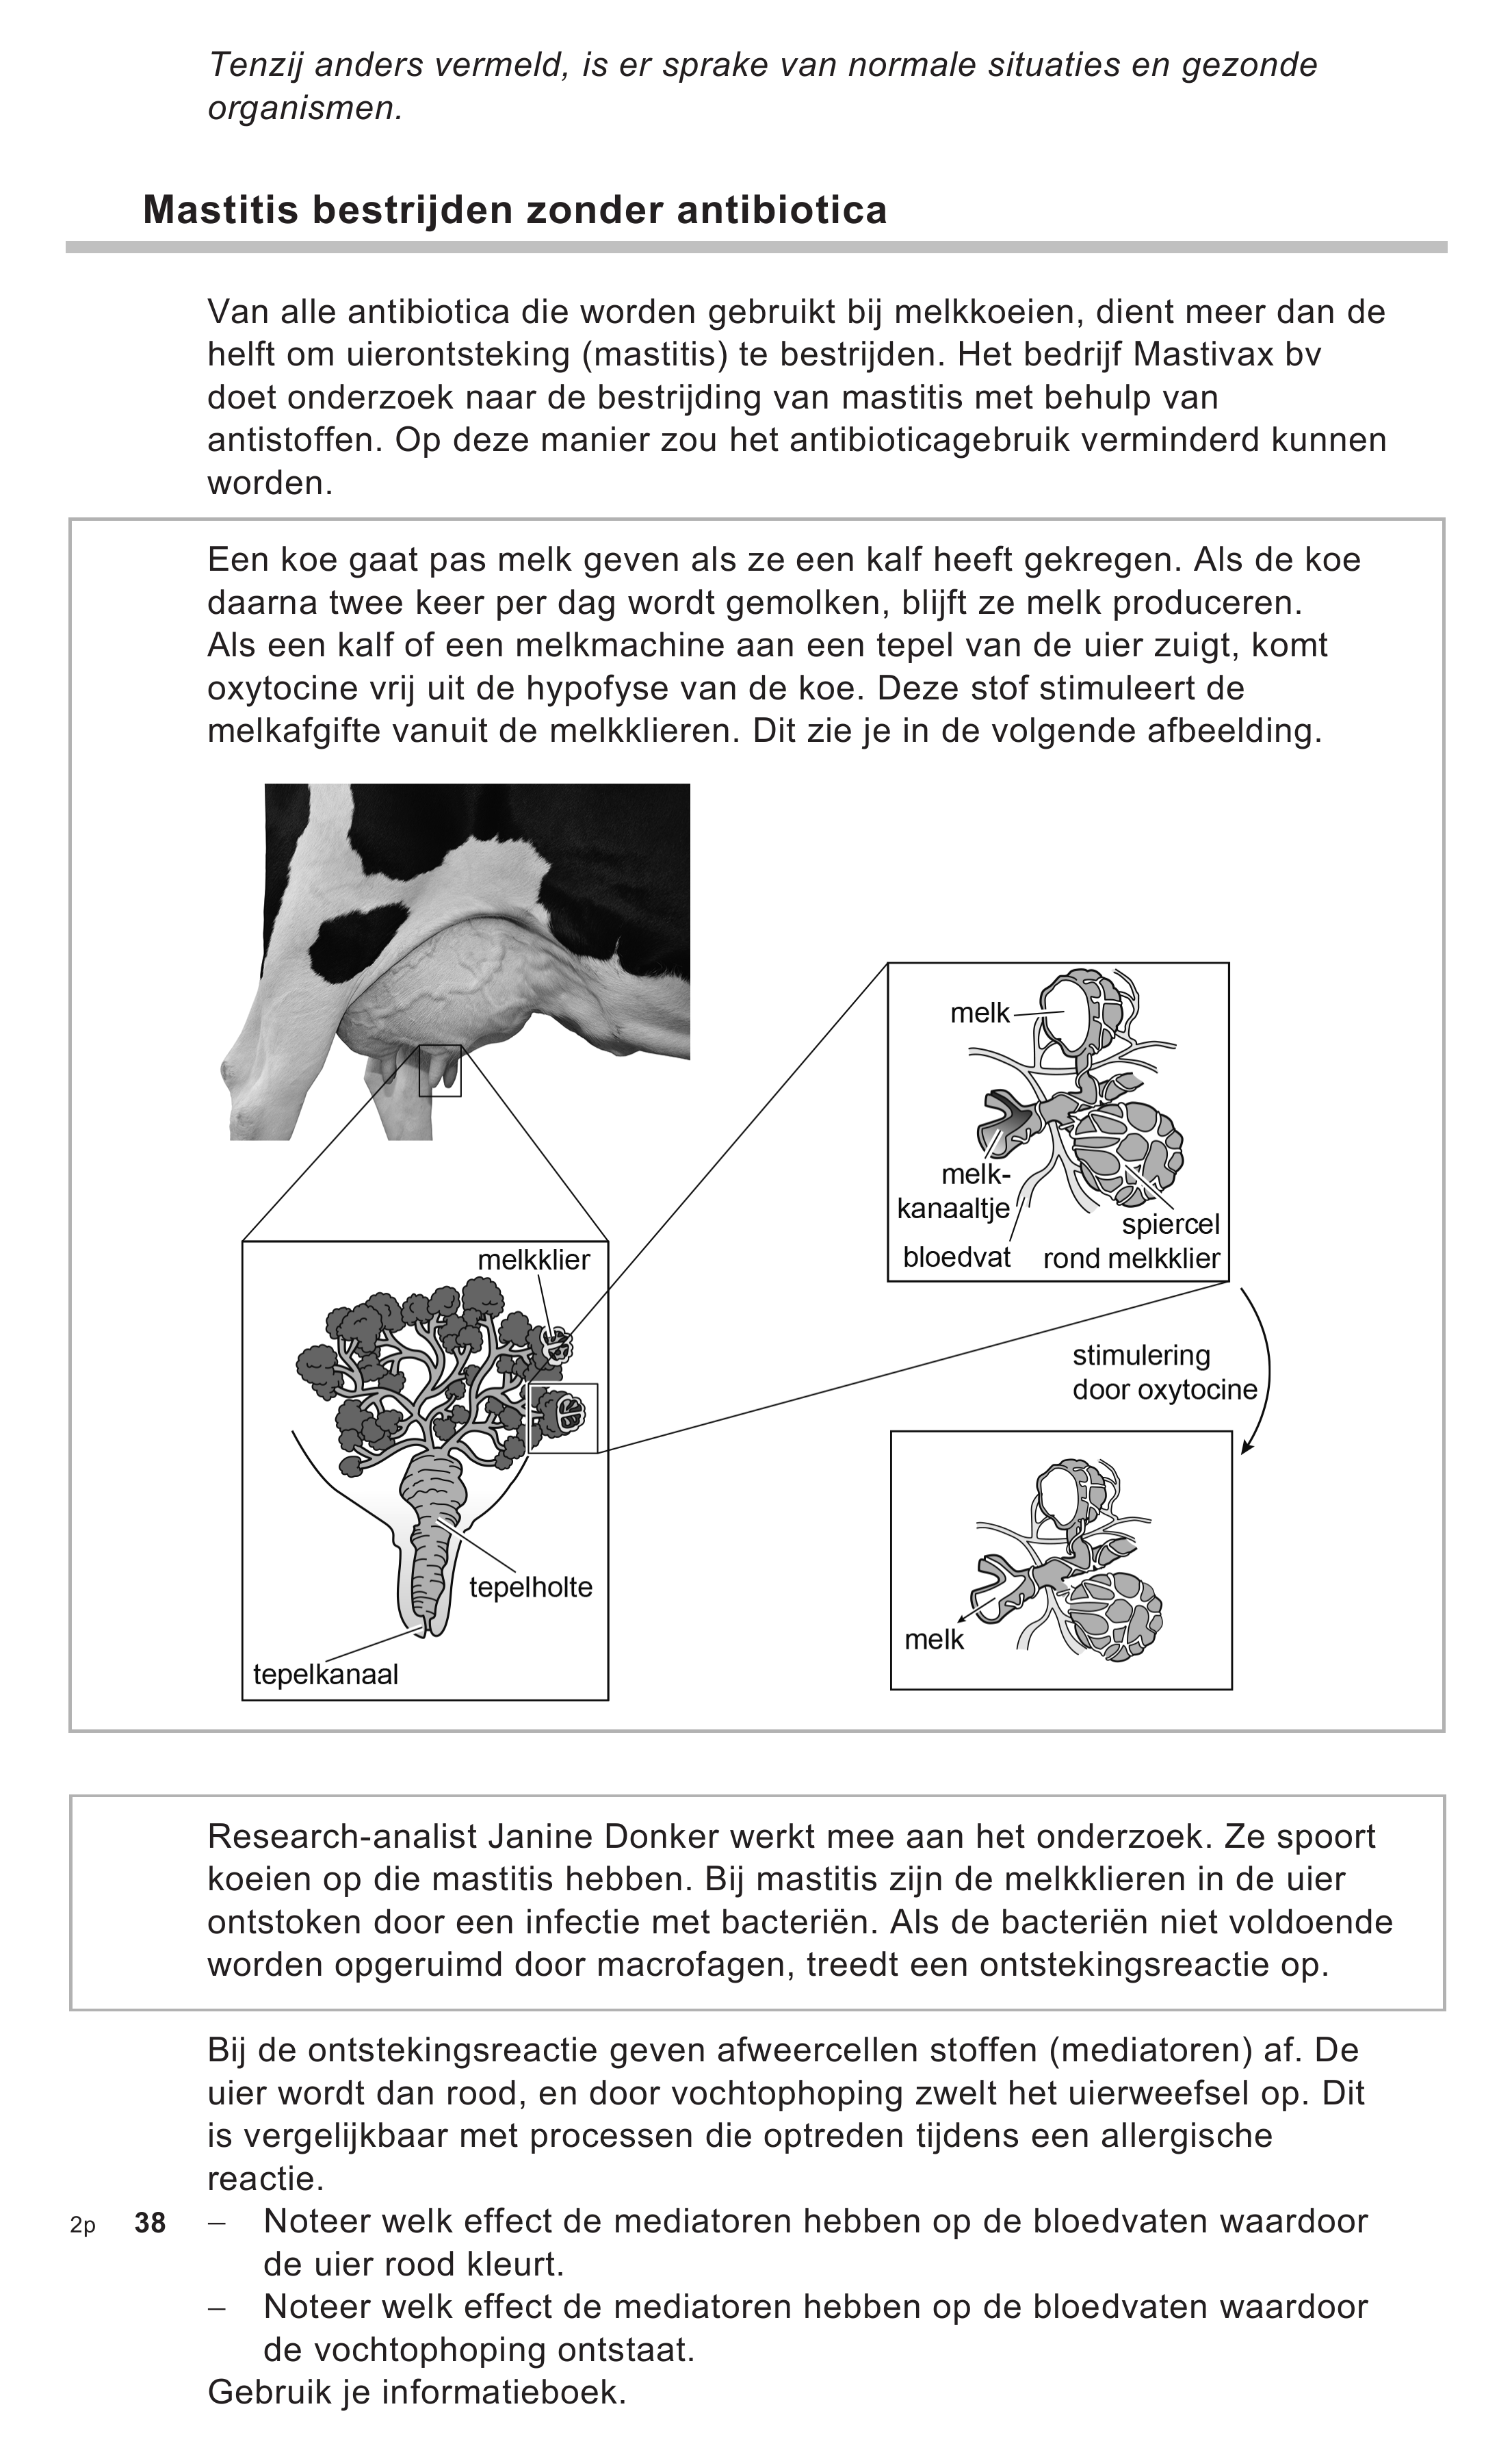 Tenzij anders vermeld, is er sprake van normale situaties en gezonde
organismen.
Mastitis bestrijden zonder antibiotica
Van alle antibiotica die worden gebruikt bij melkkoeien, dient meer dan de
helft om uierontsteking (mastitis) te bestrijden. Het bedrijf Mastivax bv
doet onderzoek naar de bestrijding van mastitis met behulp van
antistoffen. Op deze manier zou het antibioticagebruik verminderd kunnen
worden.
Een koe gaat pas melk geven als ze een kalf heeft gekregen. Als de koe
daarna twee keer per dag wordt gemolken, blijft ze melk produceren.
Als een kalf of een melkmachine aan een tepel van de uier zuigt, komt
oxytocine vrij uit de hypofyse van de koe. Deze stof stimuleert de
melkafgifte vanuit de melkklieren. Dit zie je in de volgende afbeelding.
melk
melk-
kanaaltje
bloedvat
spiercel
rond melkklier
melkklier
tepelholte
tepelkanaal
stimulering
door oxytocine
melk
Research-analist Janine Donker werkt mee aan het onderzoek. Ze spoort
koeien op die mastitis hebben. Bij mastitis zijn de melkklieren in de uier
ontstoken door een infectie met bacteriën. Als de bacteriën niet voldoende
worden opgeruimd door macrofagen, treedt een ontstekingsreactie op.
Bij de ontstekingsreactie geven afweercellen stoffen (mediatoren) af. De
uier wordt dan rood, en door vochtophoping zwelt het uierweefsel op. Dit
is vergelijkbaar met processen die optreden tijdens een allergische
reactie.
2p 38 – Noteer welk effect de mediatoren hebben op de bloedvaten waardoor
de uier rood kleurt.
– Noteer welk effect de mediatoren hebben op de bloedvaten waardoor
de vochtophoping ontstaat.
Gebruik je informatieboek.